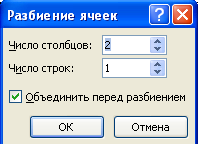 Разбиение ячеек
Число столбцов: 2
Число строк: 1
Объединить перед разбиением
ОК Отмена